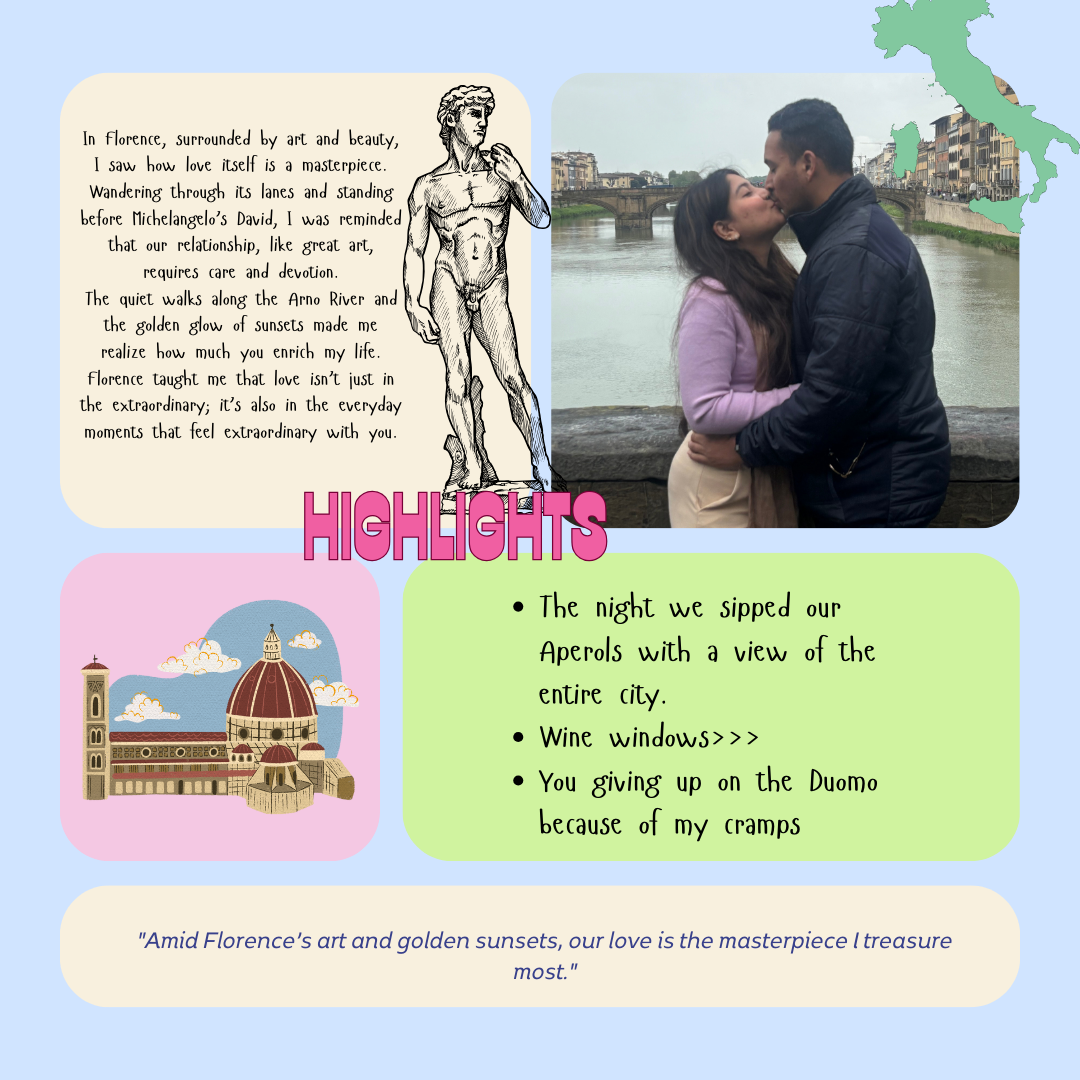 In Florence, surrounded by art and beauty,
I saw how love itself is a masterpiece.
Wandering through its lanes and standing
before Michelangelo's David, I was reminded
that our relationship, like great art,
requires care and devotion.
The quiet walks along the Arno River and
the golden glow of sunsets made me
realize how much you enrich my life.
Florence taught me that love isn't just in
the extraordinary; it's also in the everyday
moments that feel extraordinary with you.
HIGHLIGHTS
• The night we sipped our
Aperols with a view of the
entire city.
• Wine windows>>>
• You giving up on the Duomo
because of my cramps
"Amid Florence's art and golden sunsets, our love is the masterpiece I treasure
most."